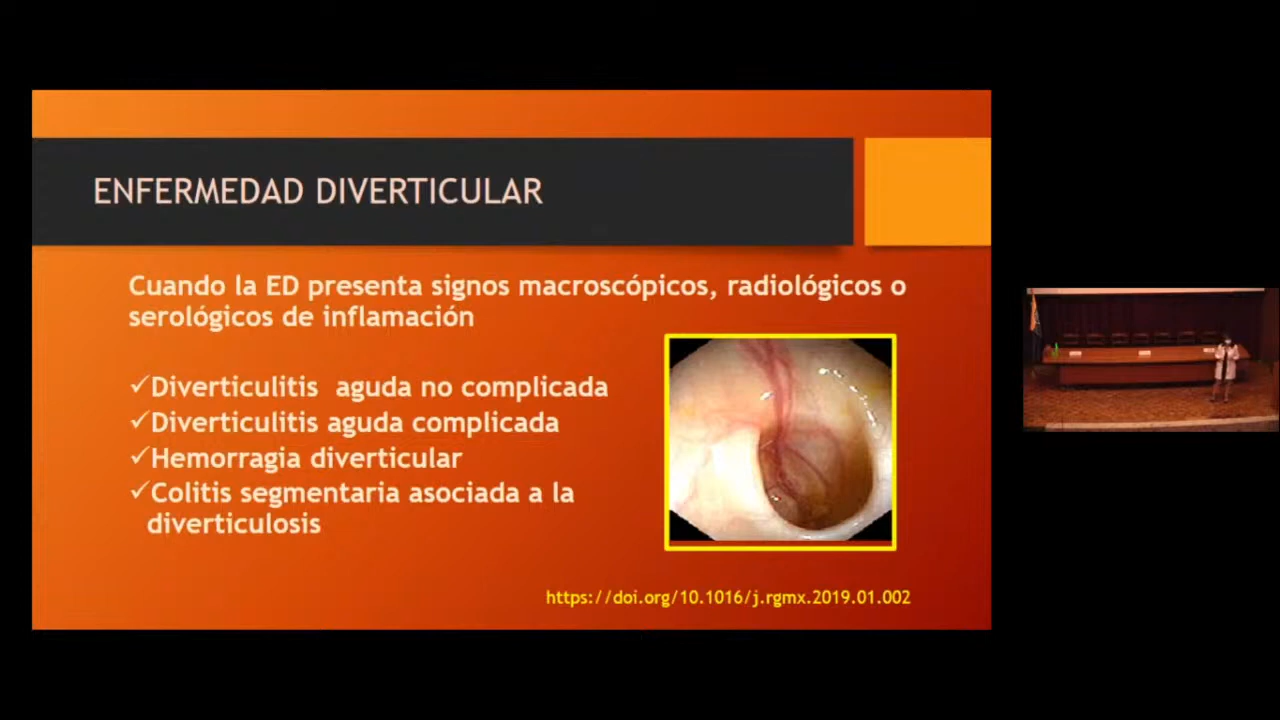 ENFERMEDAD DIVERTICULAR
Cuando la ED presenta signos macroscópicos, radiológicos o
serológicos de inflamación
✓Diverticulitis aguda no complicada
✓Diverticulitis aguda complicada
✓Hemorragia diverticular
✓Colitis segmentaria asociada a la
diverticulosis
https://doi.org/10.1016/j.rgmx.2019.01.002